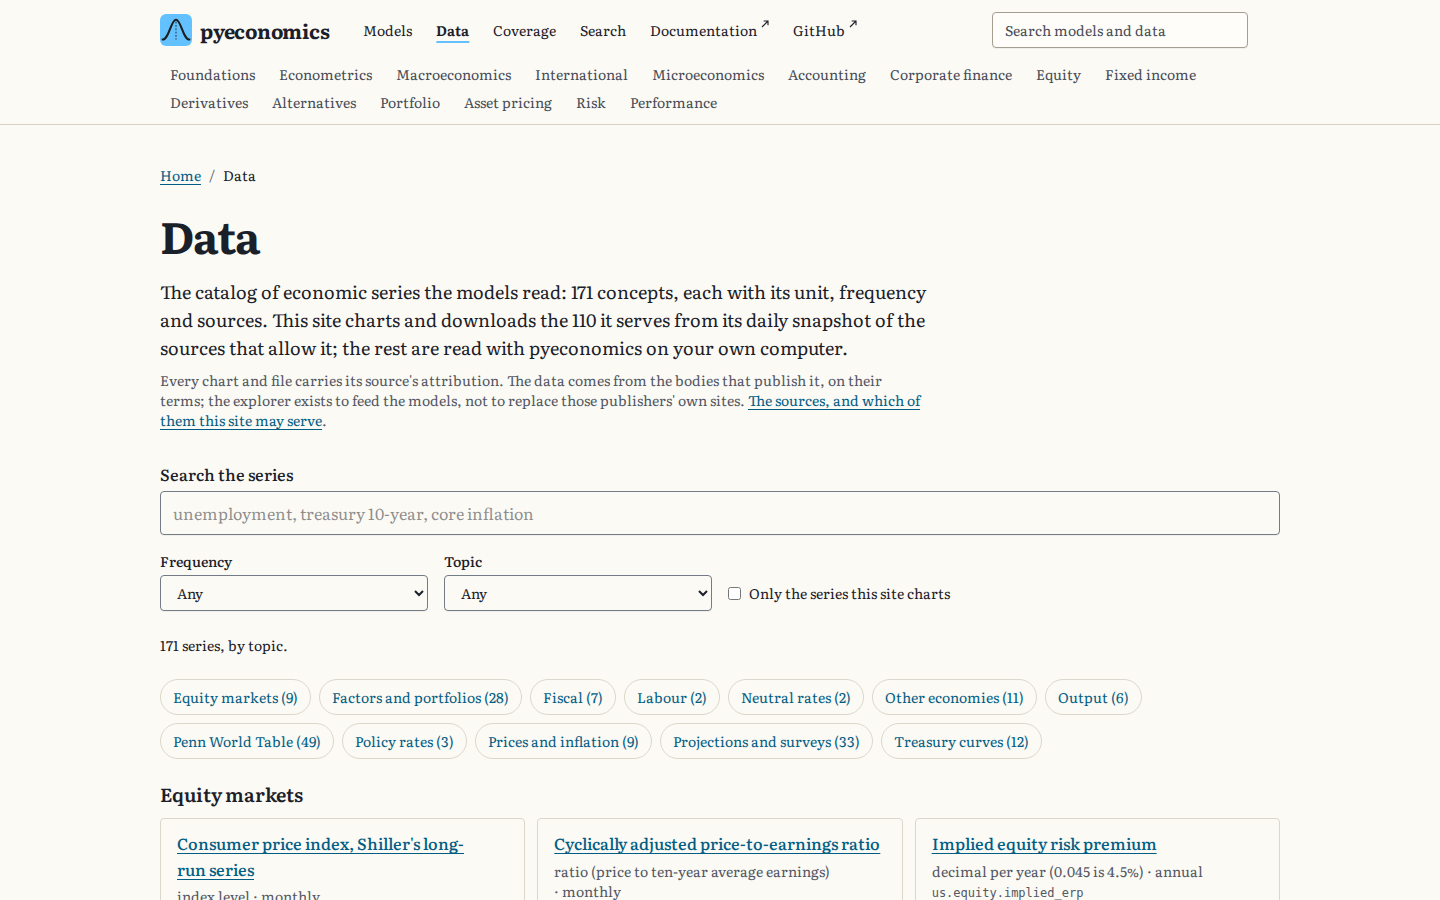 pyeconomics
Models
Data
Coverage
Search
Documentation ↗
GitHub ↗
Search models and data
Foundations
Econometrics
Macroeconomics
International
Microeconomics
Accounting
Corporate finance
Equity
Fixed income
Derivatives
Alternatives
Portfolio
Asset pricing
Risk
Performance
Home / Data
Data
The catalog of economic series the models read: 171 concepts, each with its unit, frequency
and sources. This site charts and downloads the 110 it serves from its daily snapshot of the
sources that allow it; the rest are read with pyeconomics on your own computer.
Every chart and file carries its source's attribution. The data comes from the bodies that publish it, on their
terms; the explorer exists to feed the models, not to replace those publishers' own sites. The sources, and which of
them this site may serve.
Search the series
unemployment, treasury 10-year, core inflation
Frequency
Topic
Any
Any
Only the series this site charts
171 series, by topic.
Equity markets (9)
Factors and portfolios (28)
Fiscal (7)
Labour (2)
Neutral rates (2)
Other economies (11)
Output (6)
Penn World Table (49)
Policy rates (3)
Prices and inflation (9)
Projections and surveys (33)
Treasury curves (12)
Equity markets
Consumer price index, Shiller's long-
run series
index level · monthly
Cyclically adjusted price-to-earnings ratio
ratio (price to ten-year average earnings)
· monthly
Implied equity risk premium
decimal per year (0.045 is 4.5%) · annual
us.equity.implied_erp